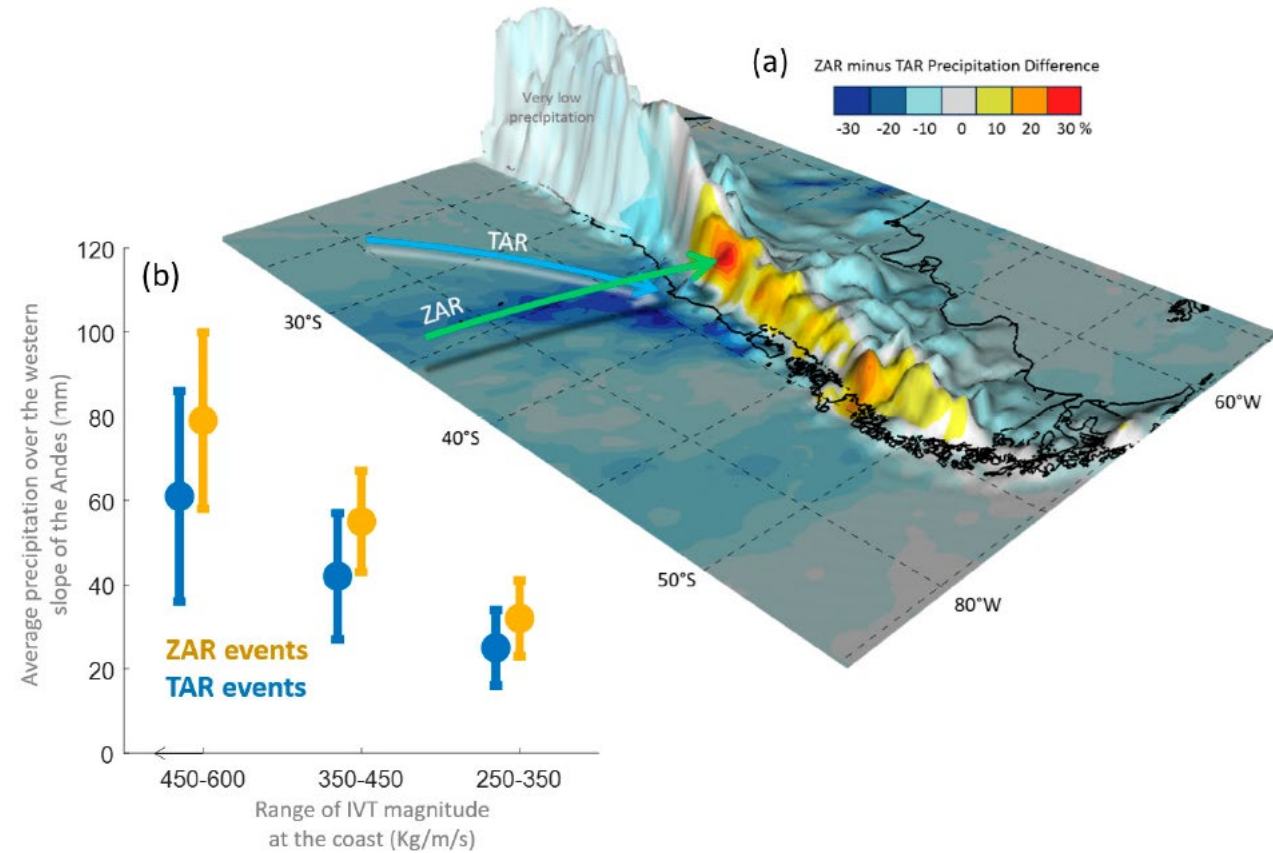 (a)
ZAR minus TAR Precipitation Difference
-30 -20 -10 0 10 20 30 %
Very low
precipitation
TAR
ZAR
30°S
40°S
50°S
80°W
60°W
(b)
Average precipitation over the western
slope of the Andes (mm)
120
100
80
60
40
20
0
ZAR events
TAR events
450-600 350-450 250-350
Range of IVT magnitude
at the coast (Kg/m/s)